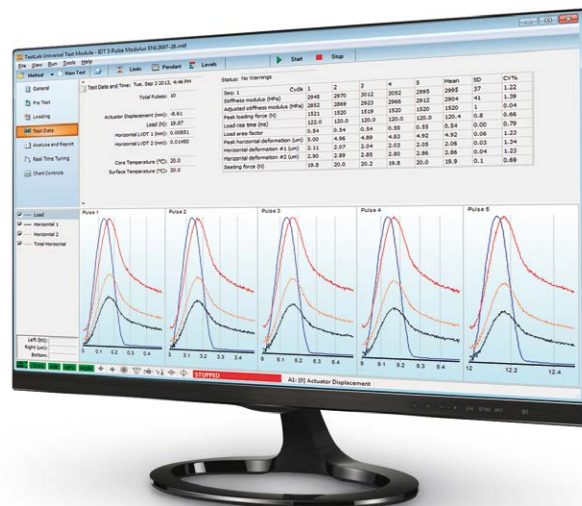 TestLab Universal Test Module - IDT 5 Pulse Modulus EN12697-26.mtf
File View Run Tools Help
Method New Test Limits Pendant Levels Start Stop
General
Pre Test
Loading
Test Data
Analyse and Report
Real Time Tuning
Chart Controls
Test Date and Time: Tue, Sep 3 2013, 4:46 PM
Total Pulses: 10
Actuator Displacement (mm): -8.61
Load (N): 19.97
Horizontal LVDT 1 (mm): 0.00851
Horizontal LVDT 2 (mm): 0.01450
Core Temperature (°C): 20.0
Surface Temperature (°C): 20.0
Status: No Warnings
Seq: 1 Cycle 1 2 3 4 5 Mean SD CV%
Stiffness modulus (MPa) 2945 2970 3012 3052 2995 2995 37 1.22
Adjusted stiffness modulus (MPa) 2852 2869 2923 2966 2912 2904 41 1.39
Peak loading force (N) 1521 1520 1519 1520 1520 1520 1 0.04
Load rise time (ms) 122.0 120.0 120.0 120.0 120.0 120.4 0.8 0.66
Load area factor 0.54 0.54 0.54 0.55 0.55 0.54 0.00 0.79
Peak horizontal deformation (um) 5.00 4.96 4.89 4.83 4.92 4.92 0.06 1.23
Horizontal deformation #1 (um) 2.11 2.07 2.04 2.03 2.05 2.06 0.03 1.34
Horizontal deformation #2 (um) 2.90 2.89 2.85 2.80 2.86 2.86 0.04 1.23
Seating force (N) 19.8 20.0 20.2 19.8 20.0 19.9 0.1 0.69
Load
Horizontal 1
Horizontal 2
Total Horizontal
Pulse 1
Pulse 2
Pulse 3
Pulse 4
Pulse 5
0 0.1 0.2 0.3 0.4
3 3.1 3.2 3.3 3.4
6 6.1 6.2 6.3 6.4
9 9.1 9.2 9.3 9.4
12 12.2 12.4
Left (kN):
Right (um):
Bottom:
STOPPED
A1: [0] Actuator Displacement